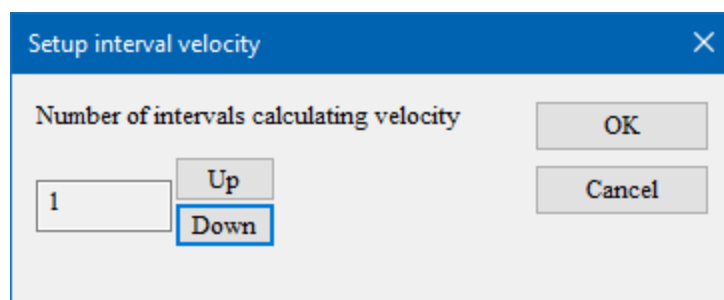 Setup interval velocity
Number of intervals calculating velocity
OK
Up
1
Cancel
Down